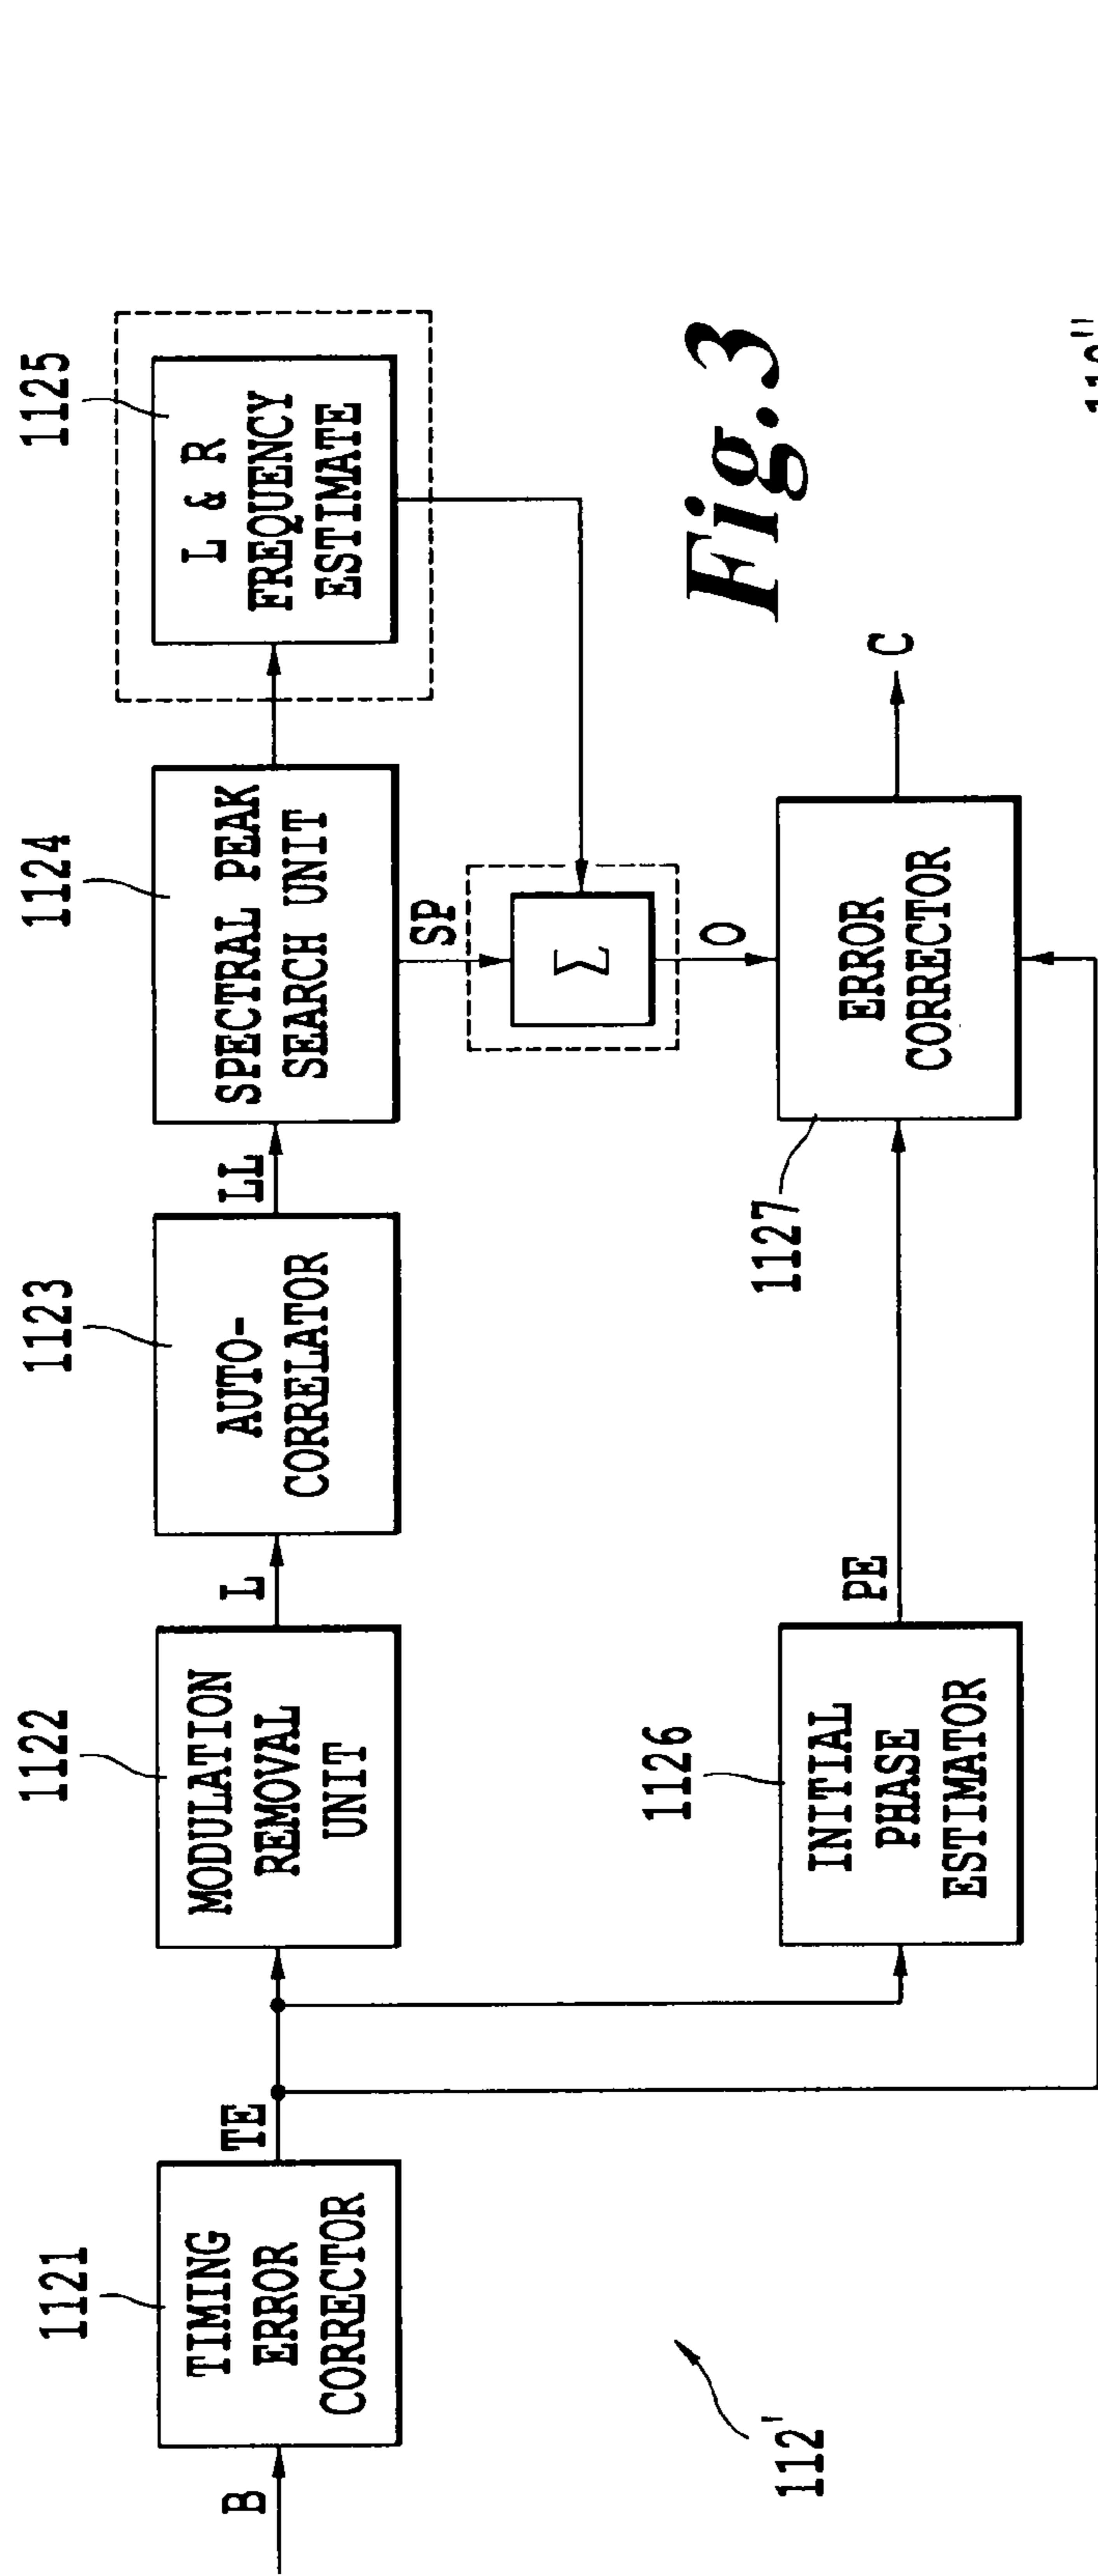 B
1121
TIMING
ERROR
CORRECTOR
TE
1122
MODULATION
REMOVAL
UNIT
L
1123
AUTO-
CORRELATOR
LL
1124
SPECTRAL PEAK
SEARCH UNIT
1125
L & R
FREQUENCY
ESTIMATE
SP
Σ
O
1126
INITIAL
PHASE
ESTIMATOR
PE
1127
ERROR
CORRECTOR
C
112'
Fig.3